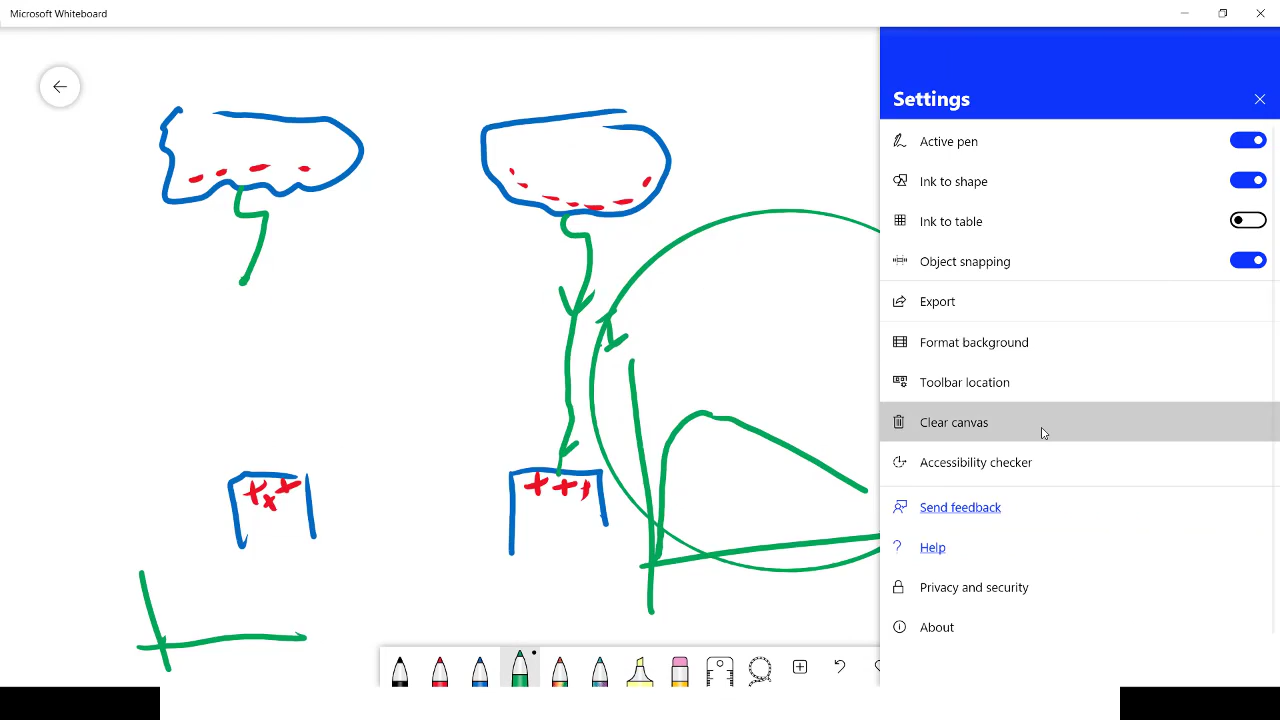 Microsoft Whiteboard
Settings
Active pen
Ink to shape
Ink to table
Object snapping
Export
Format background
Toolbar location
Clear canvas
Accessibility checker
Send feedback
Help
Privacy and security
About